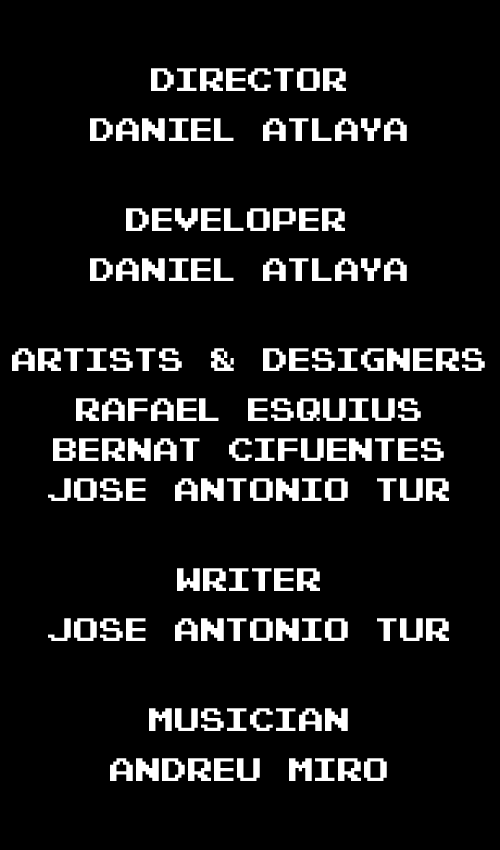 DIRECTOR
DANIEL ATLAYA
DEVELOPER
DANIEL ATLAYA
ARTISTS & DESIGNERS
RAFAEL ESQUIUS
BERNAT CIFUENTES
JOSE ANTONIO TUR
WRITER
JOSE ANTONIO TUR
MUSICIAN
ANDREU MIRO